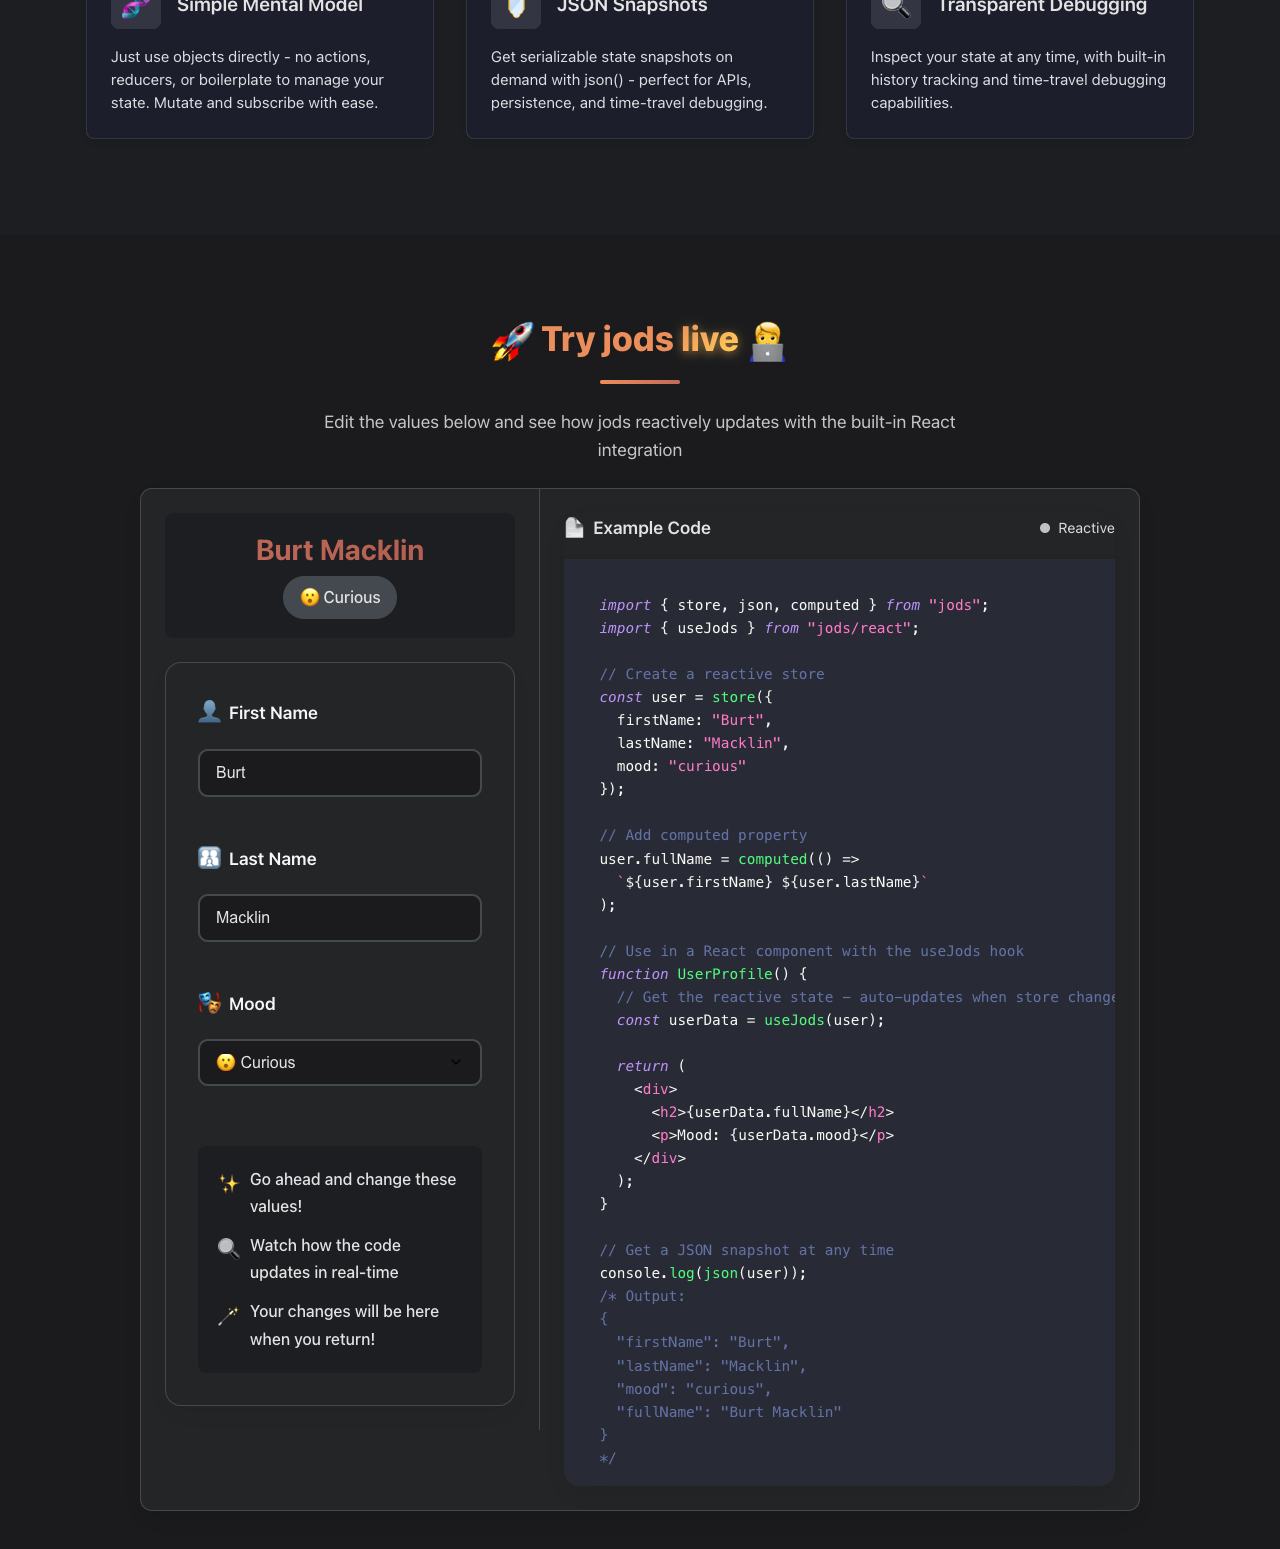 Simple Mental Model
Just use objects directly - no actions,
reducers, or boilerplate to manage your
state. Mutate and subscribe with ease.
JSON Snapshots
Get serializable state snapshots on
demand with json() - perfect for APIs,
persistence, and time-travel debugging.
Transparent Debugging
Inspect your state at any time, with built-in
history tracking and time-travel debugging
capabilities.
🚀 Try jods live 🧑‍💻
Edit the values below and see how jods reactively updates with the built-in React
integration
Burt Macklin
😮 Curious
👤 First Name
Burt
Last Name
Macklin
🎭 Mood
😮 Curious
✨ Go ahead and change these
values!
🔍 Watch how the code
updates in real-time
🪄 Your changes will be here
when you return!
Example Code
Reactive
import { store, json, computed } from "jods";
import { useJods } from "jods/react";
// Create a reactive store
const user = store({
  firstName: "Burt",
  lastName: "Macklin",
  mood: "curious"
});
// Add computed property
user.fullName = computed(() =>
  `${user.firstName} ${user.lastName}`
);
// Use in a React component with the useJods hook
function UserProfile() {
  // Get the reactive state – auto-updates when store change
  const userData = useJods(user);
  return (
    <div>
      <h2>{userData.fullName}</h2>
      <p>Mood: {userData.mood}</p>
    </div>
  );
}
// Get a JSON snapshot at any time
console.log(json(user));
/* Output:
{
  "firstName": "Burt",
  "lastName": "Macklin",
  "mood": "curious",
  "fullName": "Burt Macklin"
}
*/